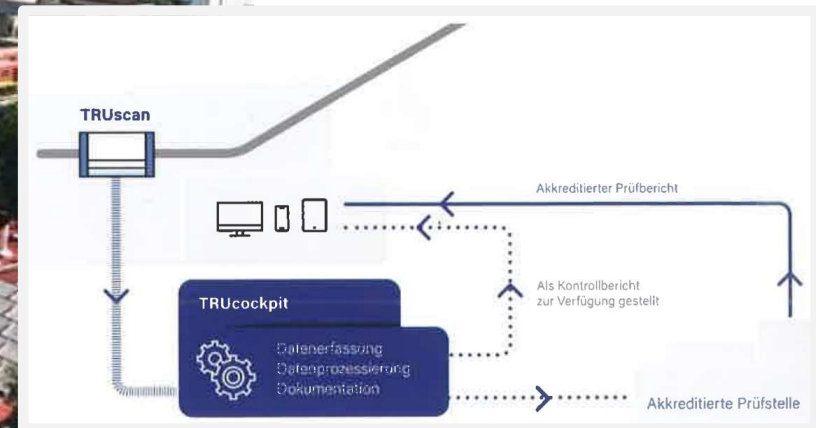 TRUscan
Akkreditierter Prüfbericht
Als Kontrollbericht
zur Verfügung gestellt
TRUcockpit
Datenerfassung
Datenprozessierung
Dokumentation
Akkreditierte Prüfstelle